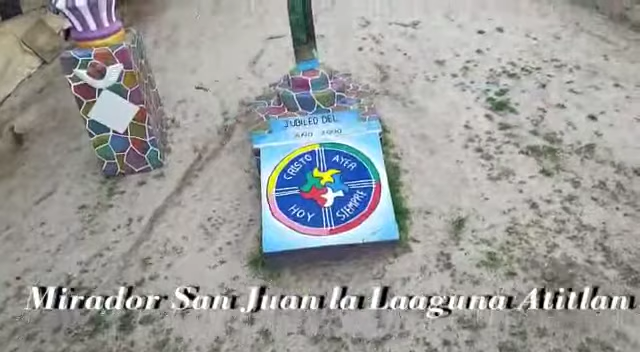 JUBILEO DEL
AÑO 2000
CRISTO AYER
HOY SIEMPRE
Mirador San Juan la Laaguna Atitlan